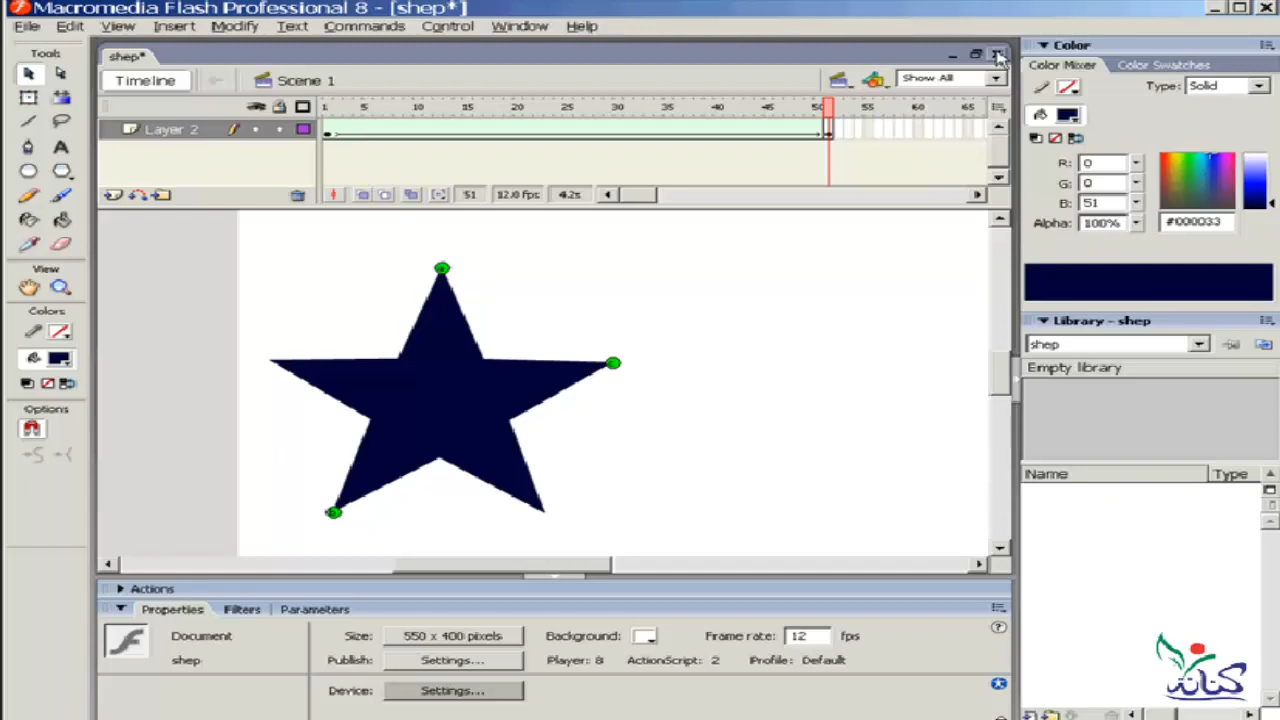 Macromedia Flash Professional 8 - [shep*]
File Edit View Insert Modify Text Commands Control Window Help
Tools
View
Colors
Options
shep*
Timeline
Scene 1
Show All
1 5 10 15 20 25 30 35 40 45 50 55 60 65
Layer 2
51 12.0 fps 4.2s
Actions
Properties Filters Parameters
Document
shep
Size: 550 x 400 pixels
Background:
Frame rate: 12 fps
Publish: Settings...
Player: 8 ActionScript: 2 Profile: Default
Device: Settings...
Color
Color Mixer Color Swatches
Type: Solid
R: 0
G: 0
B: 51
Alpha: 100% #000033
Library - shep
shep
Empty library
Name Type